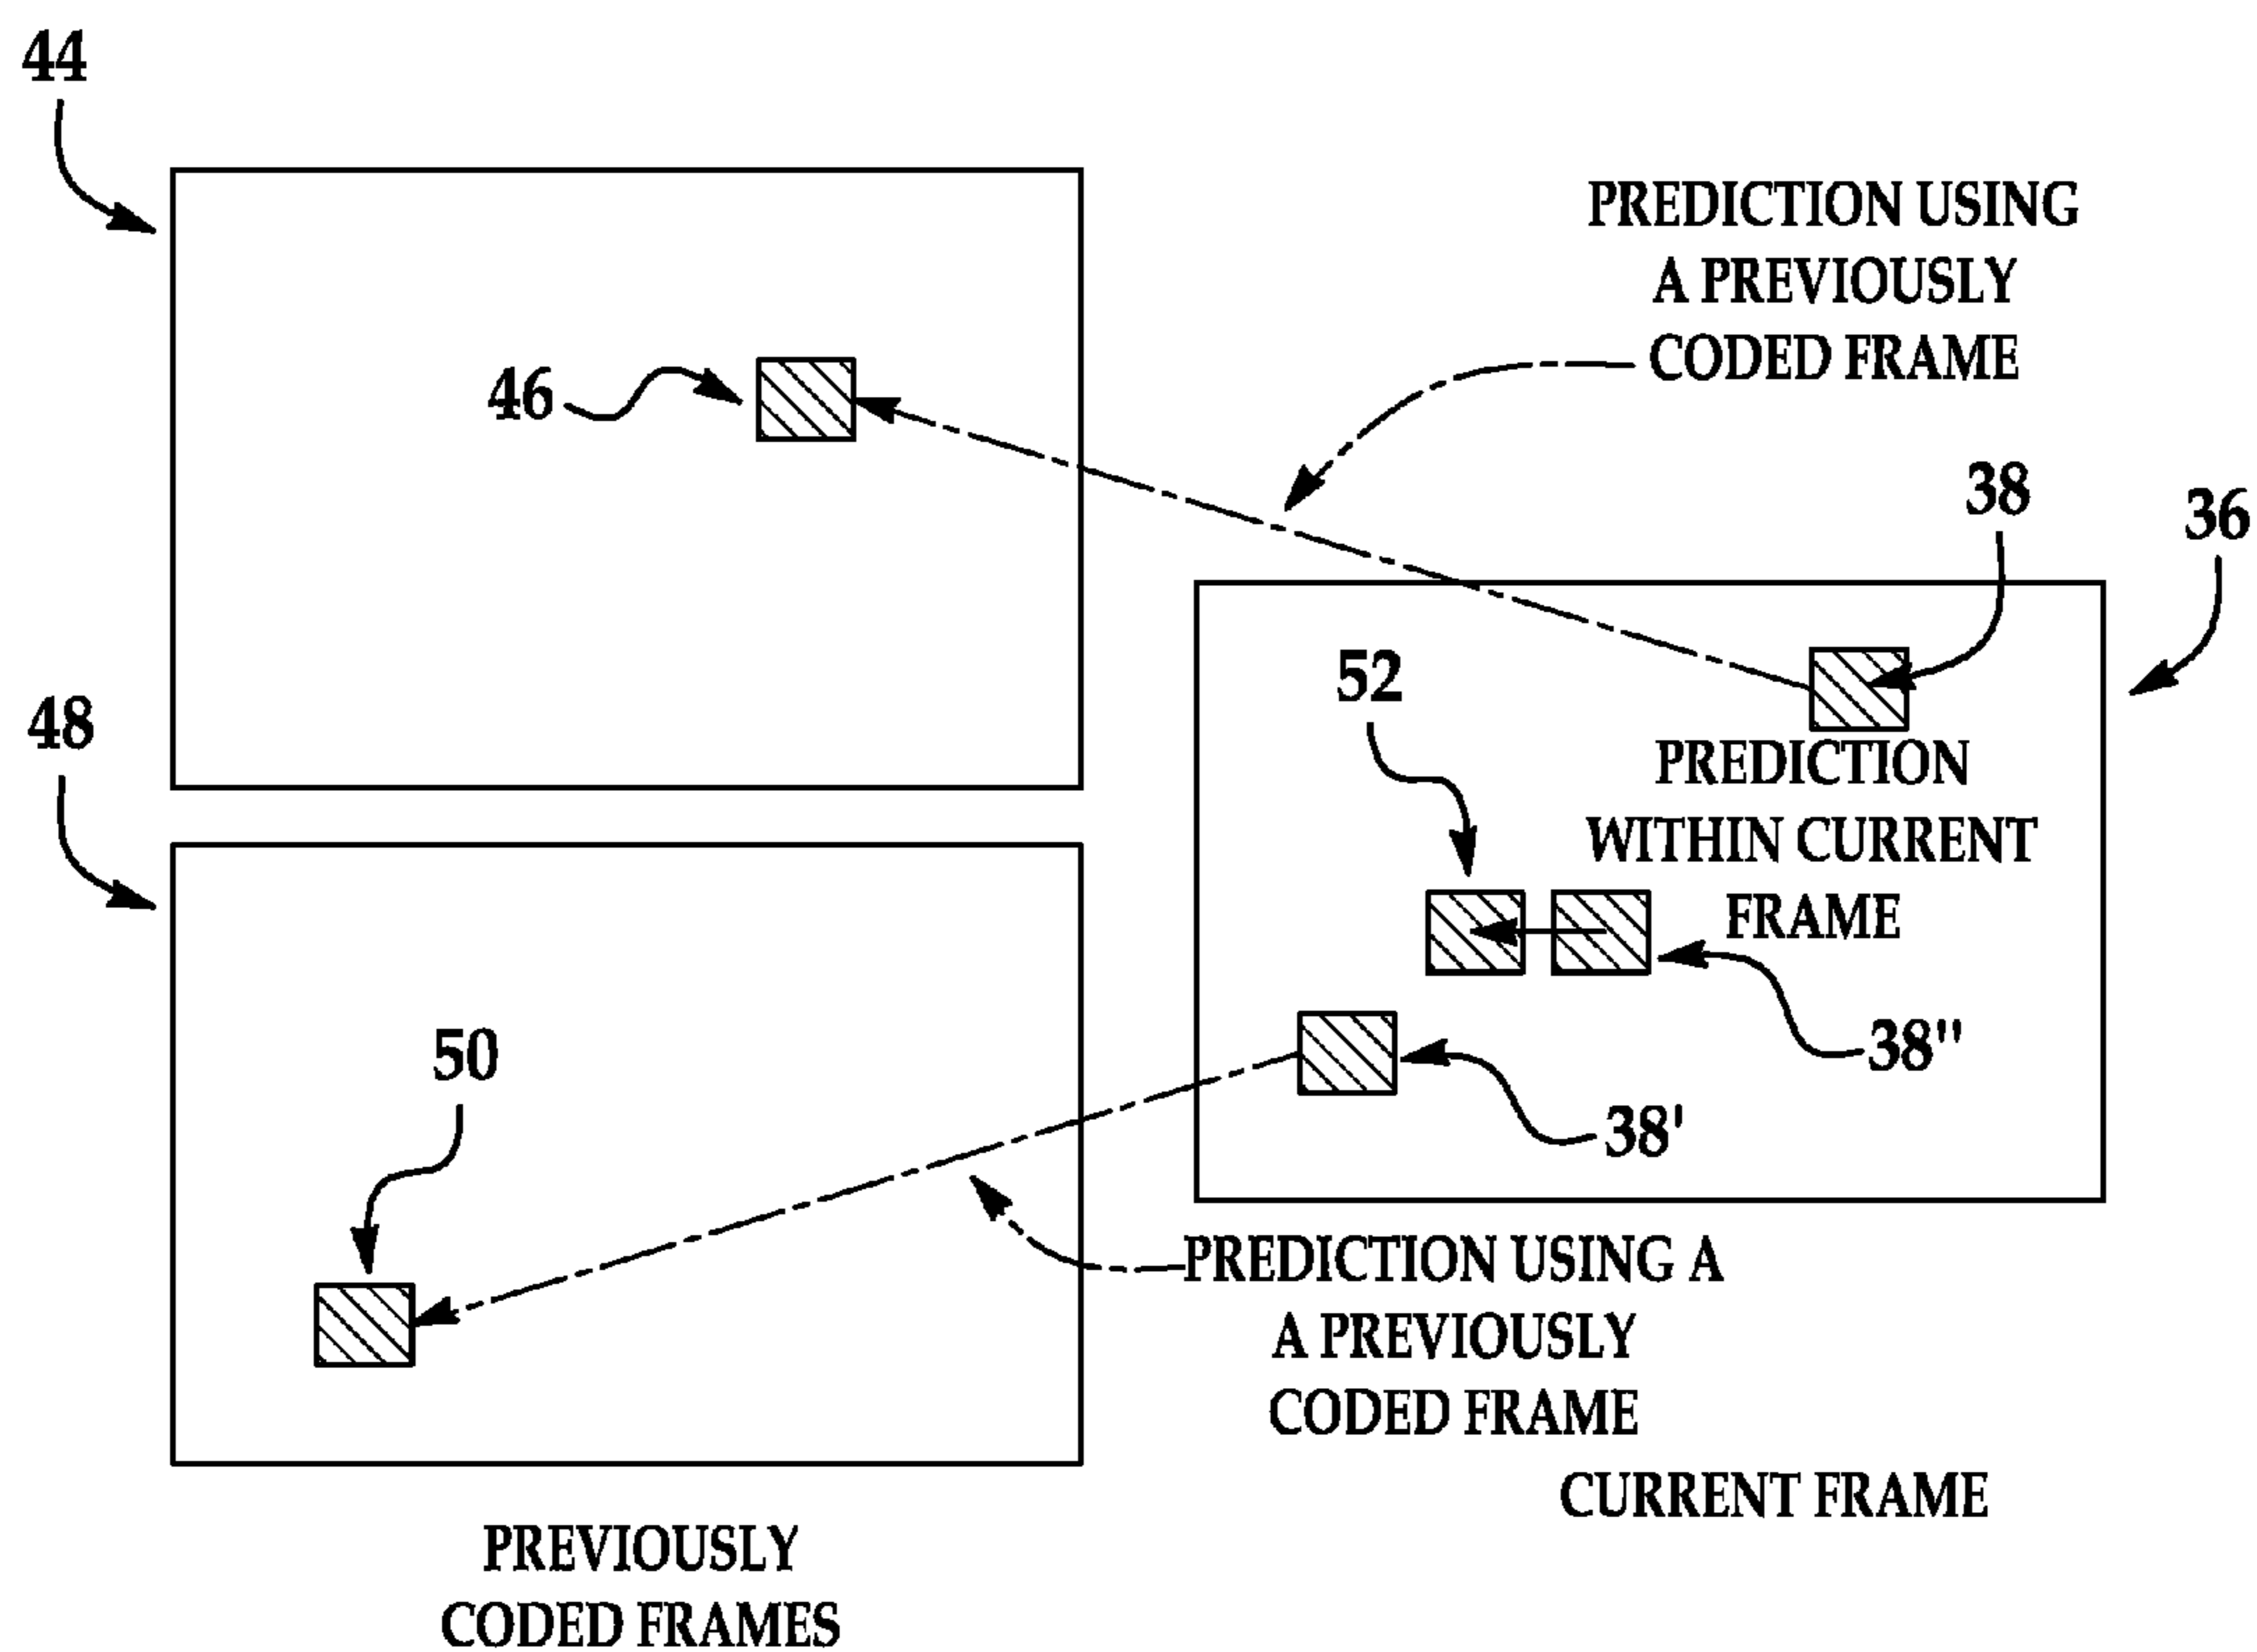 44
PREDICTION USING
A PREVIOUSLY
CODED FRAME
46
38
36
52
48
PREDICTION
WITHIN CURRENT
FRAME
50
38"
38'
PREDICTION USING A
A PREVIOUSLY
CODED FRAME
CURRENT FRAME
PREVIOUSLY
CODED FRAMES